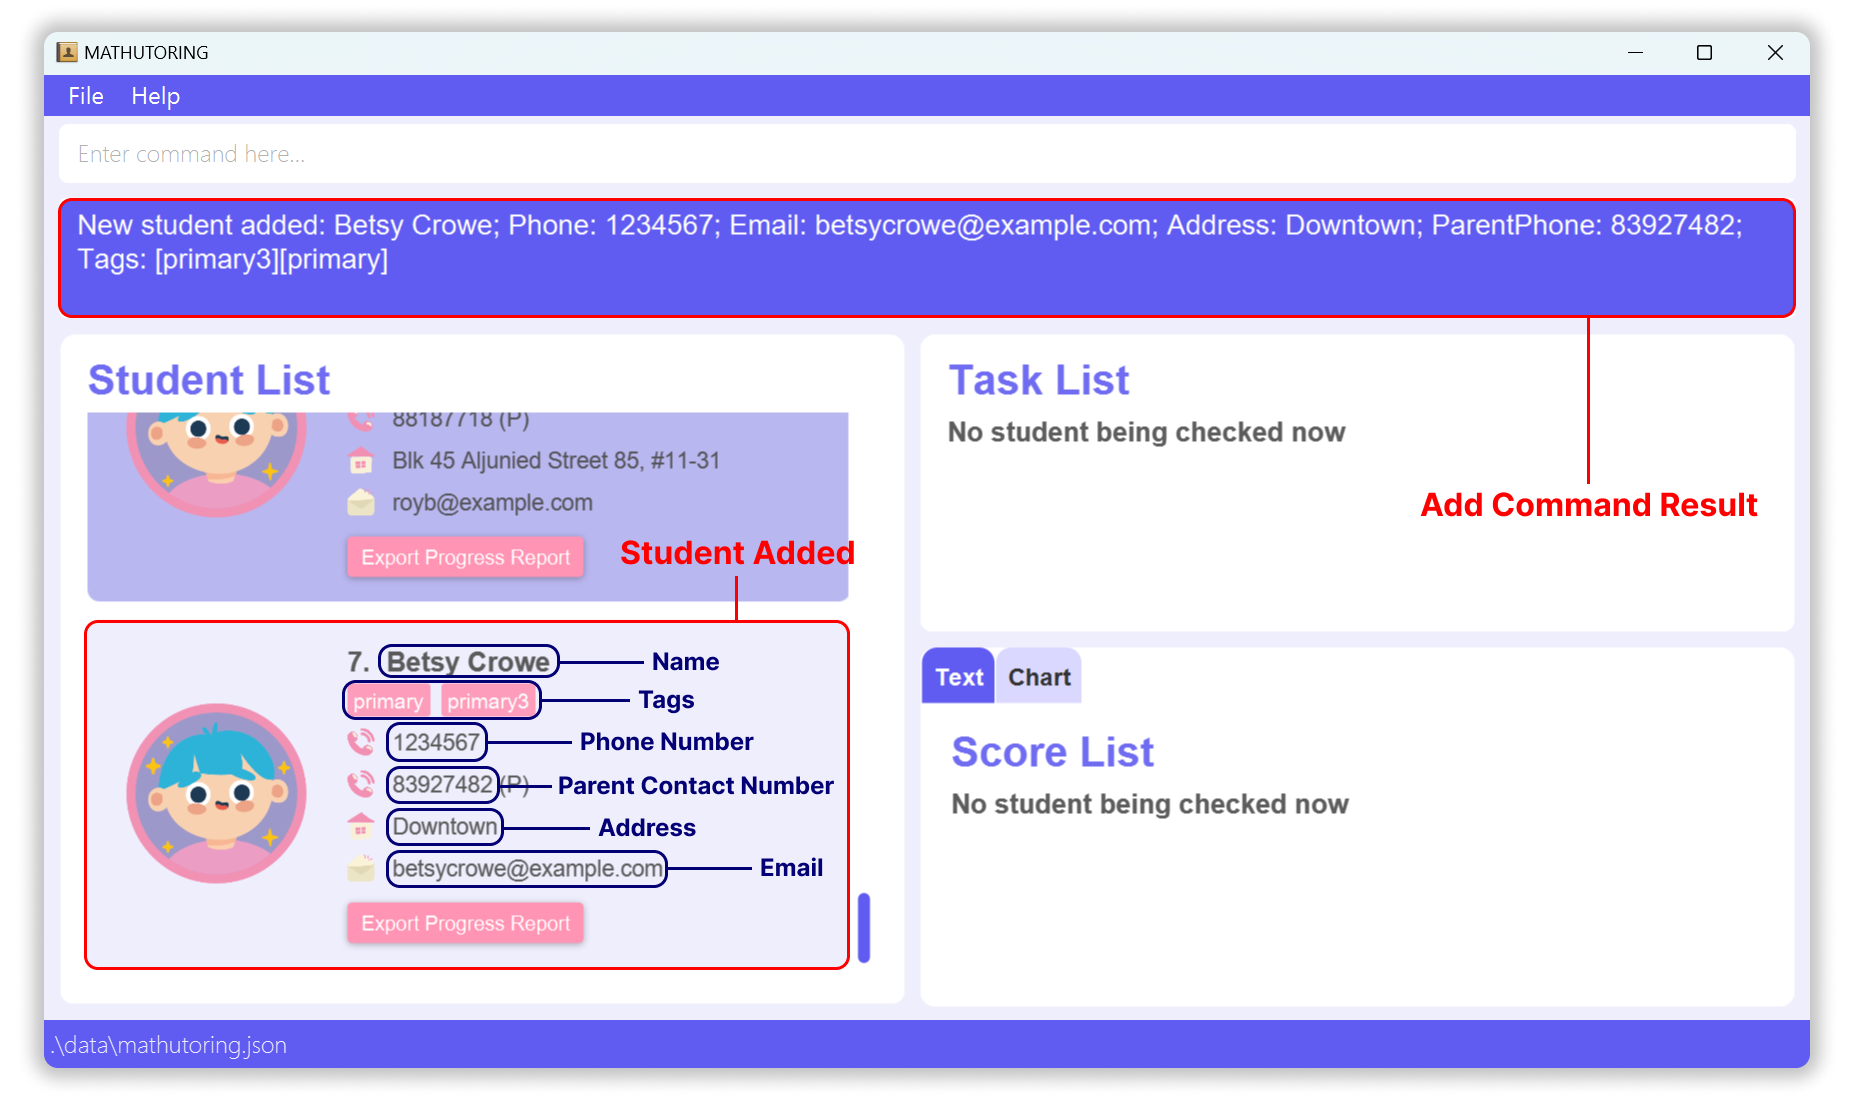 MATHUTORING
File Help
Enter command here...
New student added: Betsy Crowe; Phone: 1234567; Email: betsycrowe@example.com; Address: Downtown; ParentPhone: 83927482;
Tags: [primary3][primary]
Student List
88187718 (P)
Blk 45 Aljunied Street 85, #11-31
royb@example.com
Export Progress Report
Student Added
7. Betsy Crowe Name
primary primary3 Tags
1234567 Phone Number
83927482 (P) Parent Contact Number
Downtown Address
betsycrowe@example.com Email
Export Progress Report
Task List
No student being checked now
Add Command Result
Text Chart
Score List
No student being checked now
.\data\mathutoring.json